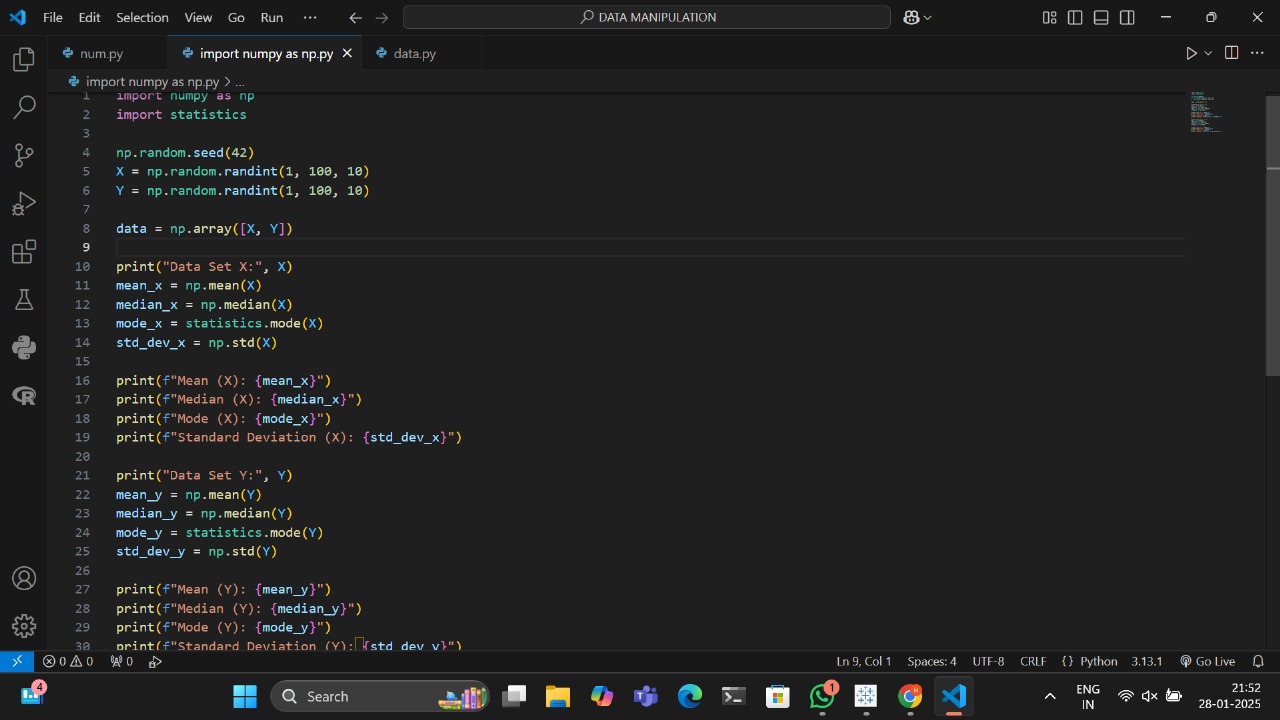 File Edit Selection View Go Run ··· DATA MANIPULATION
num.py import numpy as np.py data.py
import numpy as np.py > ...
1 import numpy as np
2 import statistics
3
4 np.random.seed(42)
5 X = np.random.randint(1, 100, 10)
6 Y = np.random.randint(1, 100, 10)
7
8 data = np.array([X, Y])
9
10 print("Data Set X:", X)
11 mean_x = np.mean(X)
12 median_x = np.median(X)
13 mode_x = statistics.mode(X)
14 std_dev_x = np.std(X)
15
16 print(f"Mean (X): {mean_x}")
17 print(f"Median (X): {median_x}")
18 print(f"Mode (X): {mode_x}")
19 print(f"Standard Deviation (X): {std_dev_x}")
20
21 print("Data Set Y:", Y)
22 mean_y = np.mean(Y)
23 median_y = np.median(Y)
24 mode_y = statistics.mode(Y)
25 std_dev_y = np.std(Y)
26
27 print(f"Mean (Y): {mean_y}")
28 print(f"Median (Y): {median_y}")
29 print(f"Mode (Y): {mode_y}")
30 print(f"Standard Deviation (Y): {std_dev_y}")
0 0 0 Ln 9, Col 1 Spaces: 4 UTF-8 CRLF {} Python 3.13.1 Go Live
4 Search 1 ENG IN 21:52
28-01-2025